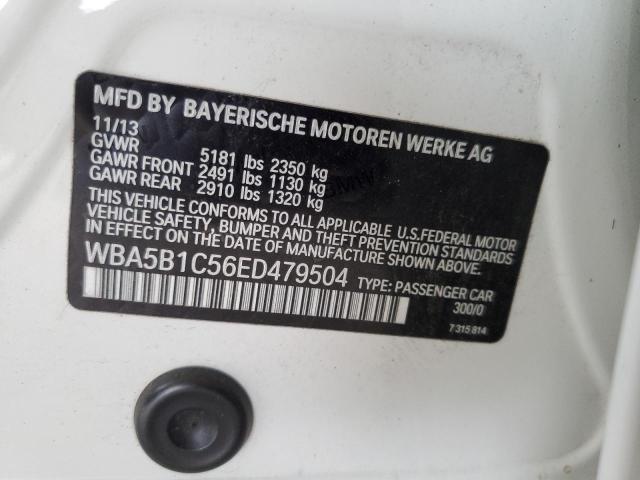 MFD BY BAYERISCHE MOTOREN WERKE AG
11/13
GVWR 5181 lbs 2350 kg
GAWR FRONT 2491 lbs 1130 kg
GAWR REAR 2910 lbs 1320 kg
THIS VEHICLE CONFORMS TO ALL APPLICABLE U.S.FEDERAL MOTOR
VEHICLE SAFETY, BUMPER AND THEFT PREVENTION STANDARDS
IN EFFECT ON THE DATE OF MANUFACTURE SHOWN ABOVE.
WBA5B1C56ED479504 TYPE: PASSENGER CAR
300/0
7 315 814